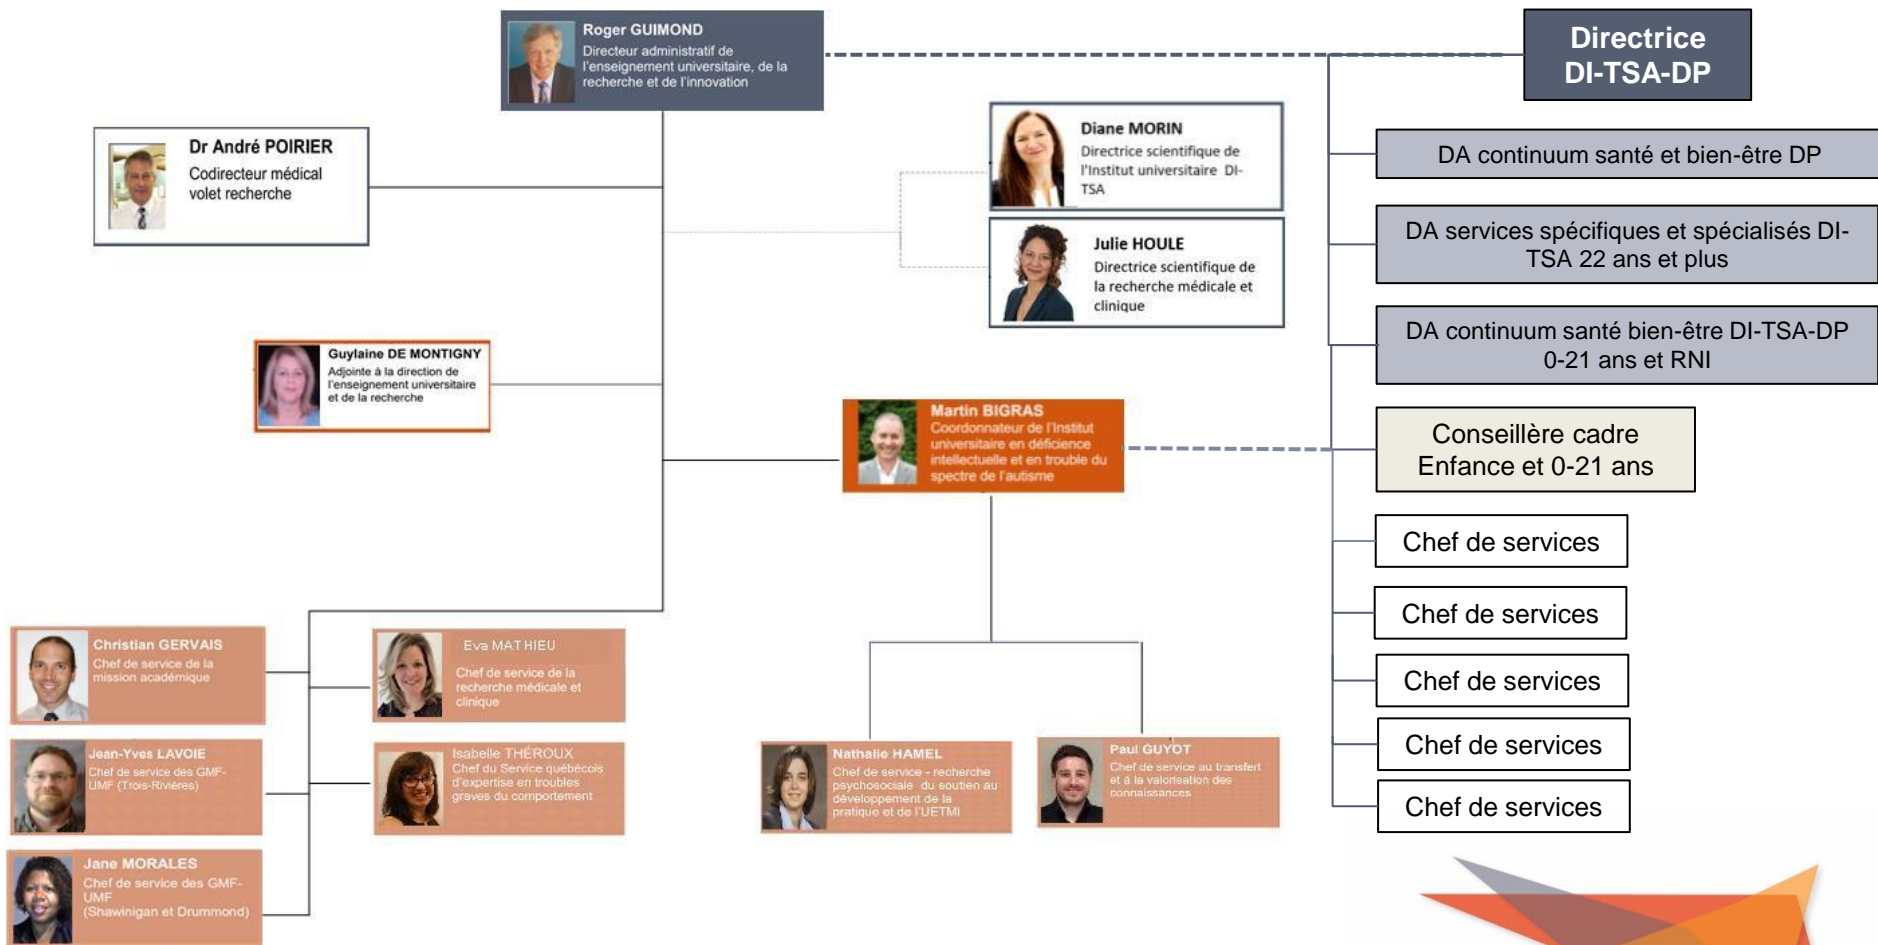 Roger GUIMOND
Directeur administratif de
l'enseignement universitaire, de la
recherche et de l'innovation
Directrice
DI-TSA-DP
Dr André POIRIER
Codirecteur médical
volet recherche
Diane MORIN
Directrice scientifique de
l'Institut universitaire DI-
TSA
Julie HOULE
Directrice scientifique de
la recherche médicale et
clinique
DA continuum santé et bien-être DP
DA services spécifiques et spécialisés DI-
TSA 22 ans et plus
DA continuum santé bien-être DI-TSA-DP
0-21 ans et RNI
Guylaine DE MONTIGNY
Adjointe à la direction de
l'enseignement universitaire
et de la recherche
Martin BIGRAS
Coordonnateur de l'Institut
universitaire en déficience
intellectuelle et en trouble du
spectre de l'autisme
Conseillère cadre
Enfance et 0-21 ans
Chef de services
Chef de services
Chef de services
Chef de services
Chef de services
Christian GERVAIS
Chef de service de la
mission académique
Eva MATHIEU
Chef de service de la
recherche médicale et
clinique
Jean-Yves LAVOIE
Chef de service des GMF-
UMF (Trois-Rivières)
Isabelle THÉROUX
Chef du Service québécois
d'expertise en troubles
graves du comportement
Jane MORALES
Chef de service des GMF-
UMF
(Shawinigan et Drummond)
Nathalie HAMEL
Chef de service - recherche
psychosociale du soutien au
développement de la
pratique et de l'UETMI
Paul GUYOT
Chef de service au transfert
et à la valorisation des
connaissances